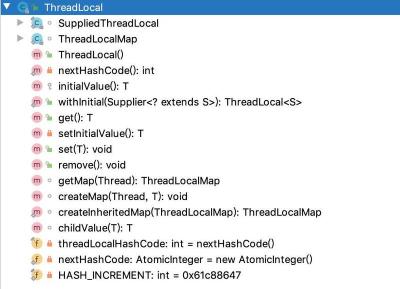 ThreadLocal
SuppliedThreadLocal
ThreadLocalMap
ThreadLocal()
nextHashCode(): int
initialValue(): T
withInitial(Supplier<? extends S>): ThreadLocal<S>
get(): T
setInitialValue(): T
set(T): void
remove(): void
getMap(Thread): ThreadLocalMap
createMap(Thread, T): void
createInheritedMap(ThreadLocalMap): ThreadLocalMap
childValue(T): T
threadLocalHashCode: int = nextHashCode()
nextHashCode: AtomicInteger = new AtomicInteger()
HASH_INCREMENT: int = 0x61c88647